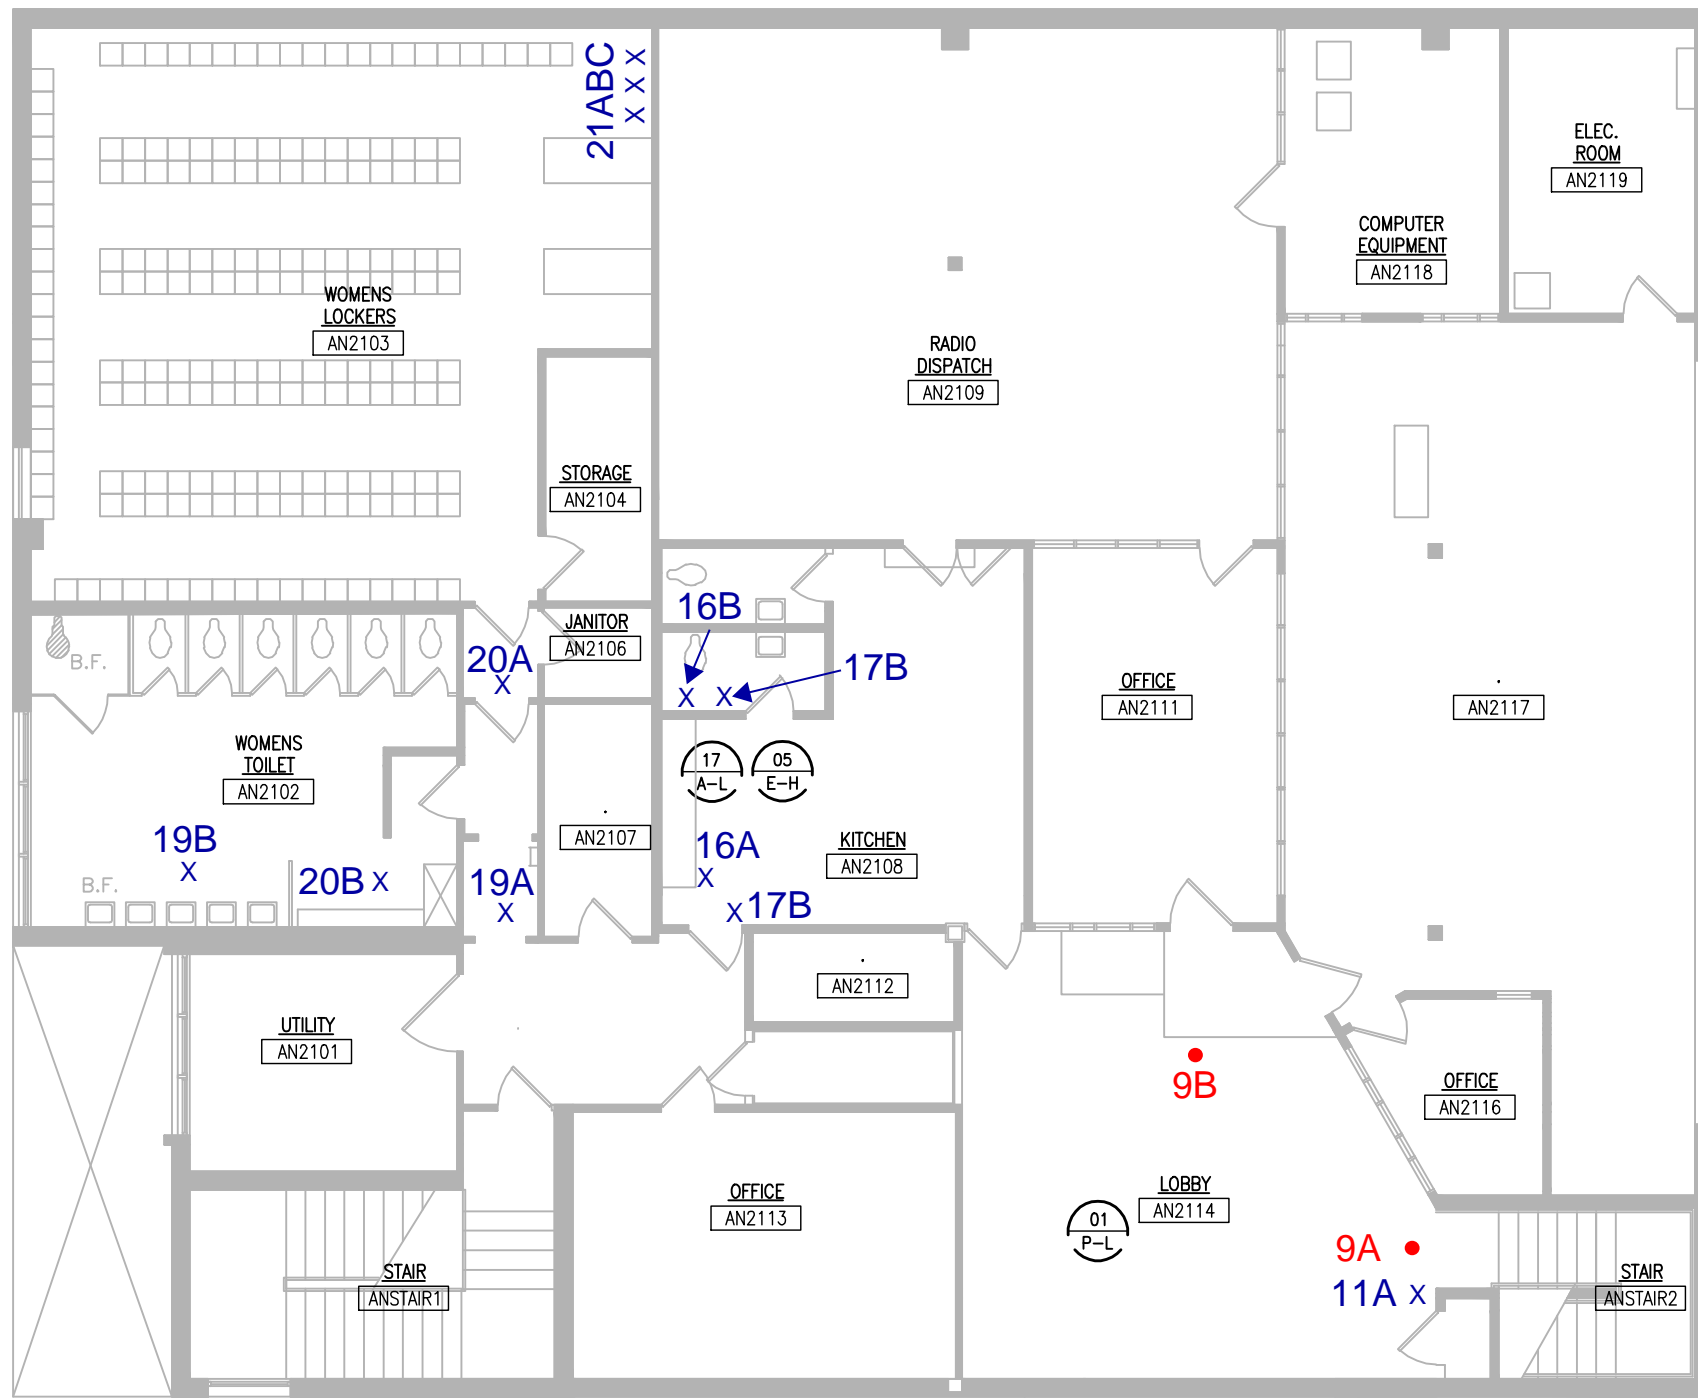 21ABC
X X X
ELEC.
ROOM
AN2119
COMPUTER
EQUIPMENT
AN2118
WOMENS
LOCKERS
AN2103
RADIO
DISPATCH
AN2109
STORAGE
AN2104
16B
JANITOR
AN2106
B.F.
20A
X
17B
X X
OFFICE
AN2111
AN2117
WOMENS
TOILET
AN2102
17
A-L
05
E-H
19B
X
AN2107
16A
X
KITCHEN
AN2108
B.F.
20B X
19A
X
X 17B
AN2112
UTILITY
AN2101
9B
OFFICE
AN2116
OFFICE
AN2113
LOBBY
AN2114
01
P-L
9A
11A X
STAIR
ANSTAIR1
STAIR
ANSTAIR2